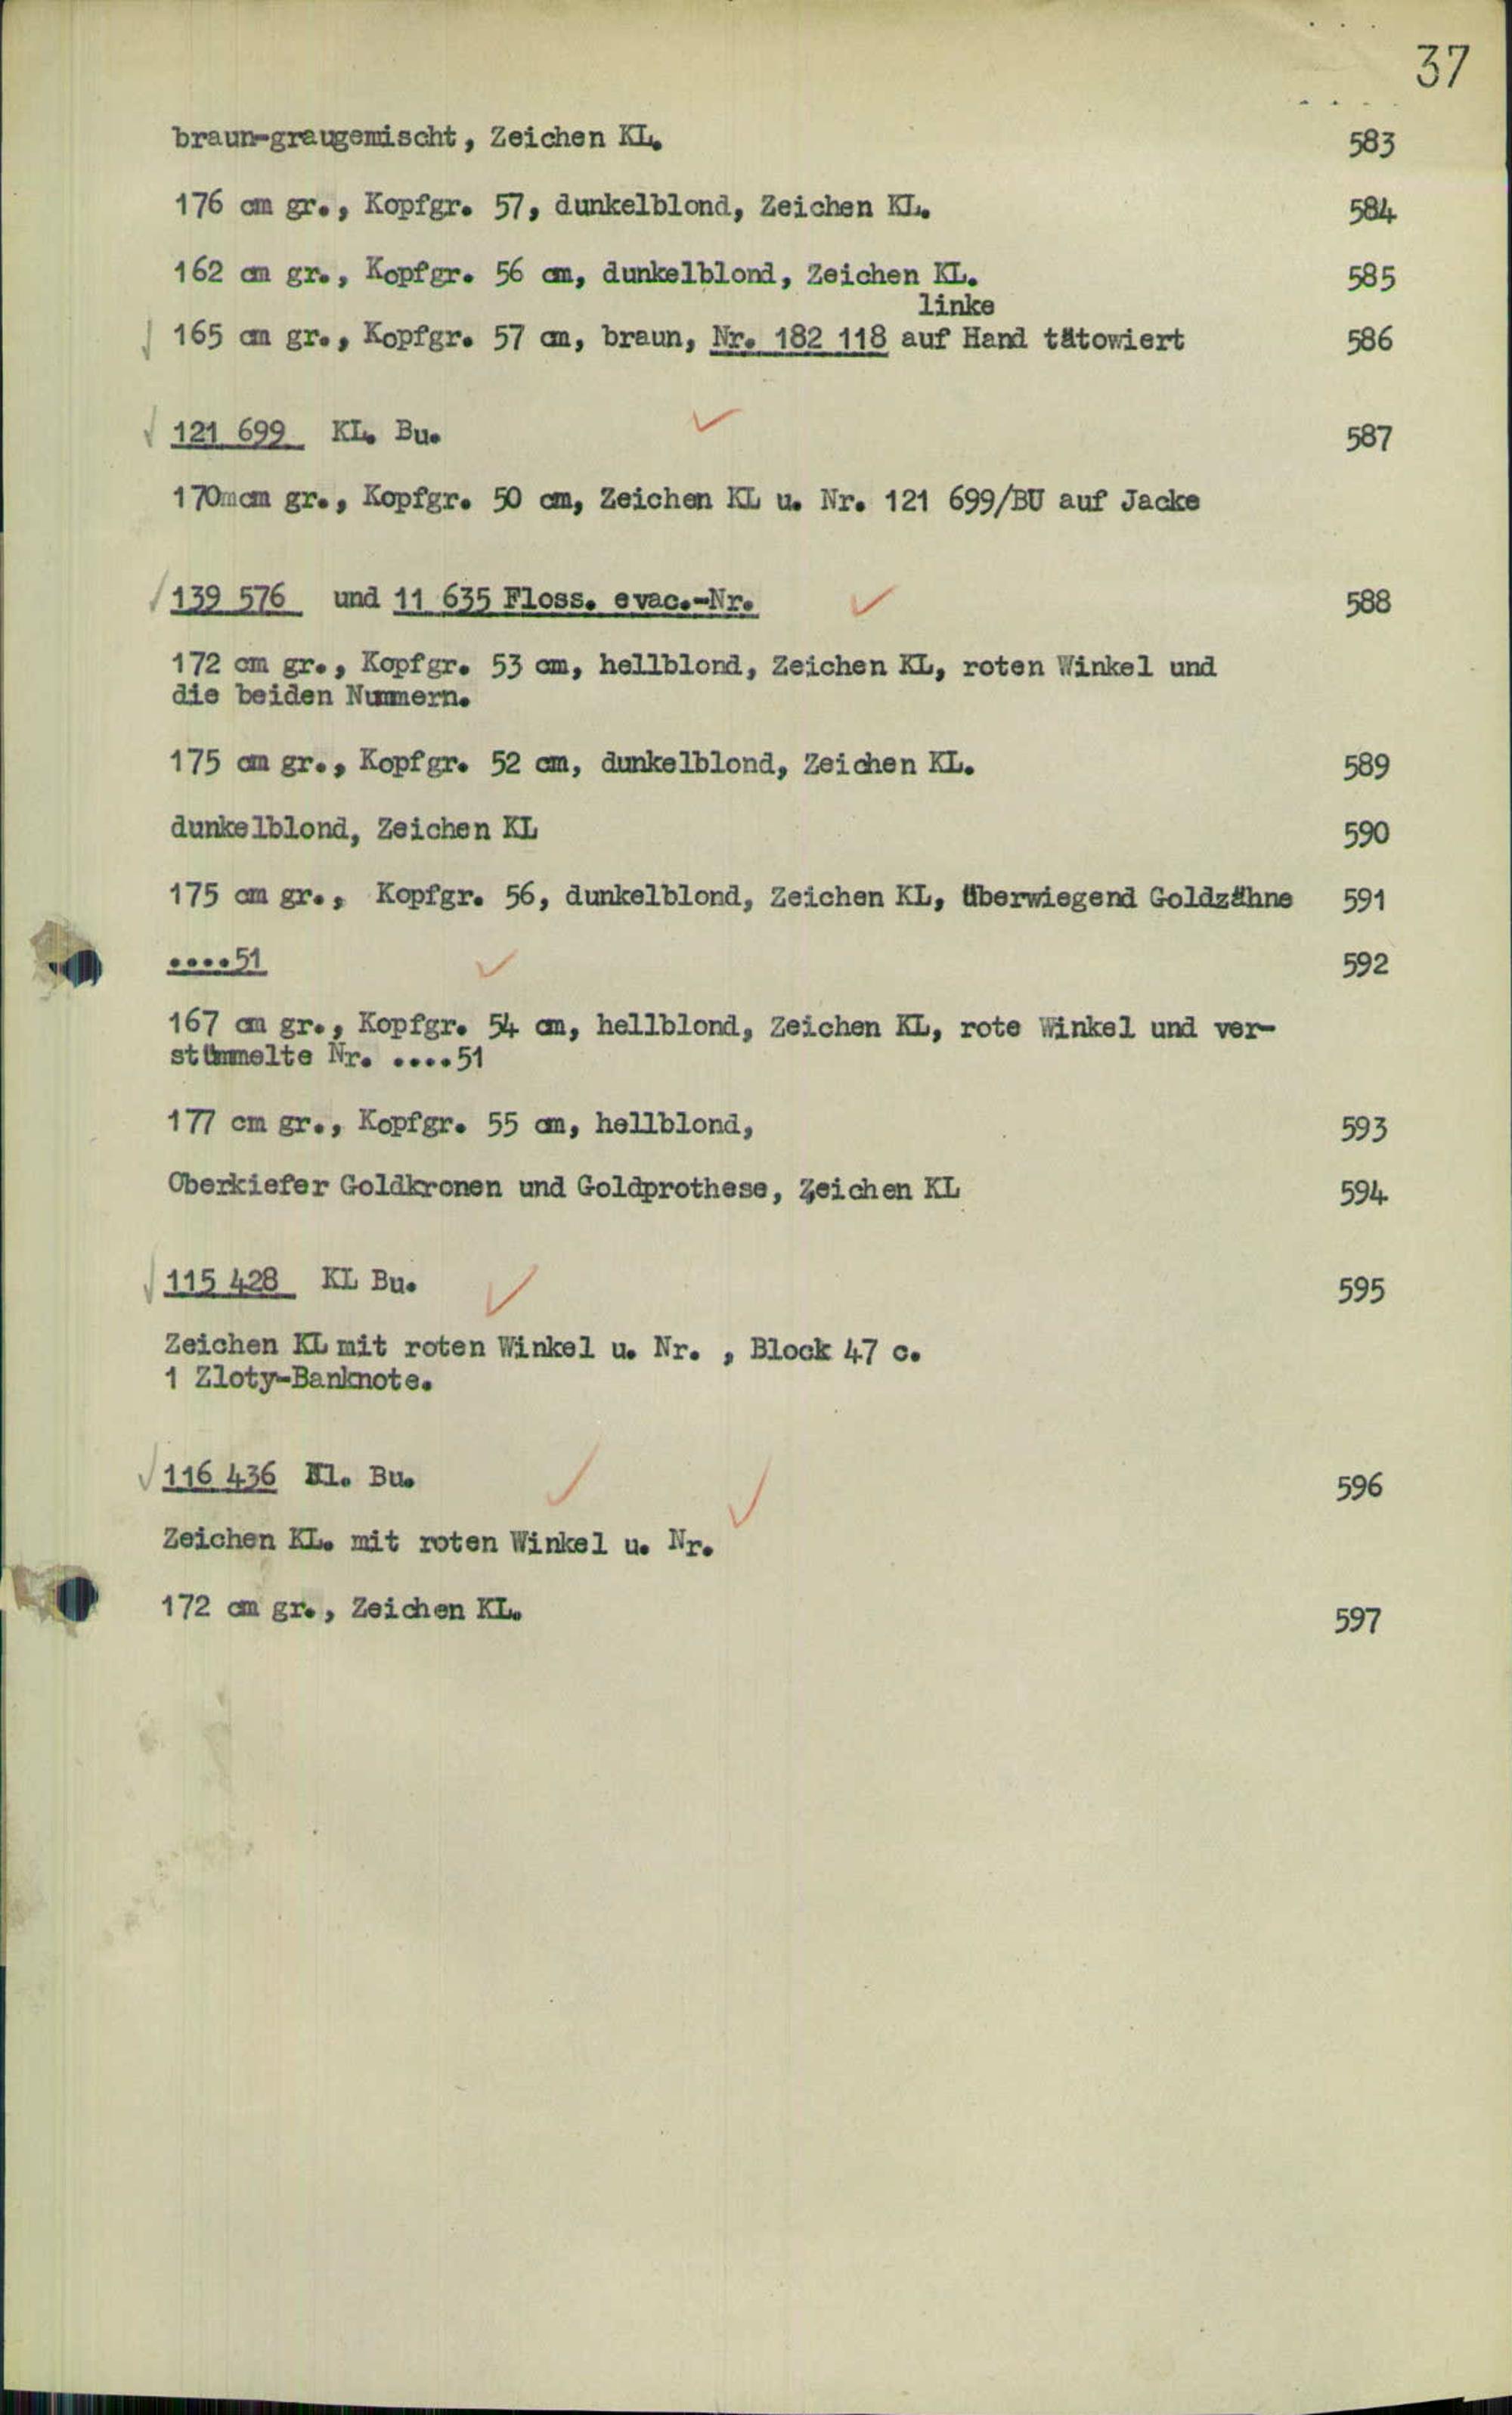 37
braun-graugemischt, Zeichen KL. 583
176 cm gr., Kopfgr. 57, dunkelblond, Zeichen KL. 584
162 cm gr., Kopfgr. 56 cm, dunkelblond, Zeichen KL. 585
linke
165 cm gr., Kopfgr. 57 cm, braun, Nr. 182 118 auf Hand tätowiert 586
121 699 KL. Bu. 587
170mcm gr., Kopfgr. 50 cm, Zeichen KL u. Nr. 121 699/BU auf Jacke
139 576 und 11 635 Floss. evac.-Nr. 588
172 cm gr., Kopfgr. 53 cm, hellblond, Zeichen KL, roten Winkel und
die beiden Nummern.
175 cm gr., Kopfgr. 52 cm, dunkelblond, Zeichen KL. 589
dunkelblond, Zeichen KL 590
175 cm gr., Kopfgr. 56, dunkelblond, Zeichen KL, überwiegend Goldzähne 591
....51 592
167 cm gr., Kopfgr. 54 cm, hellblond, Zeichen KL, rote Winkel und ver-
stümmelte Nr. ....51
177 cm gr., Kopfgr. 55 cm, hellblond, 593
Oberkiefer Goldkronen und Goldprothese, Zeichen KL 594
115 428 KL Bu. 595
Zeichen KL mit roten Winkel u. Nr. , Block 47 c.
1 Zloty-Banknote.
116 436 Kl. Bu. 596
Zeichen KL. mit roten Winkel u. Nr.
172 cm gr., Zeichen KL. 597